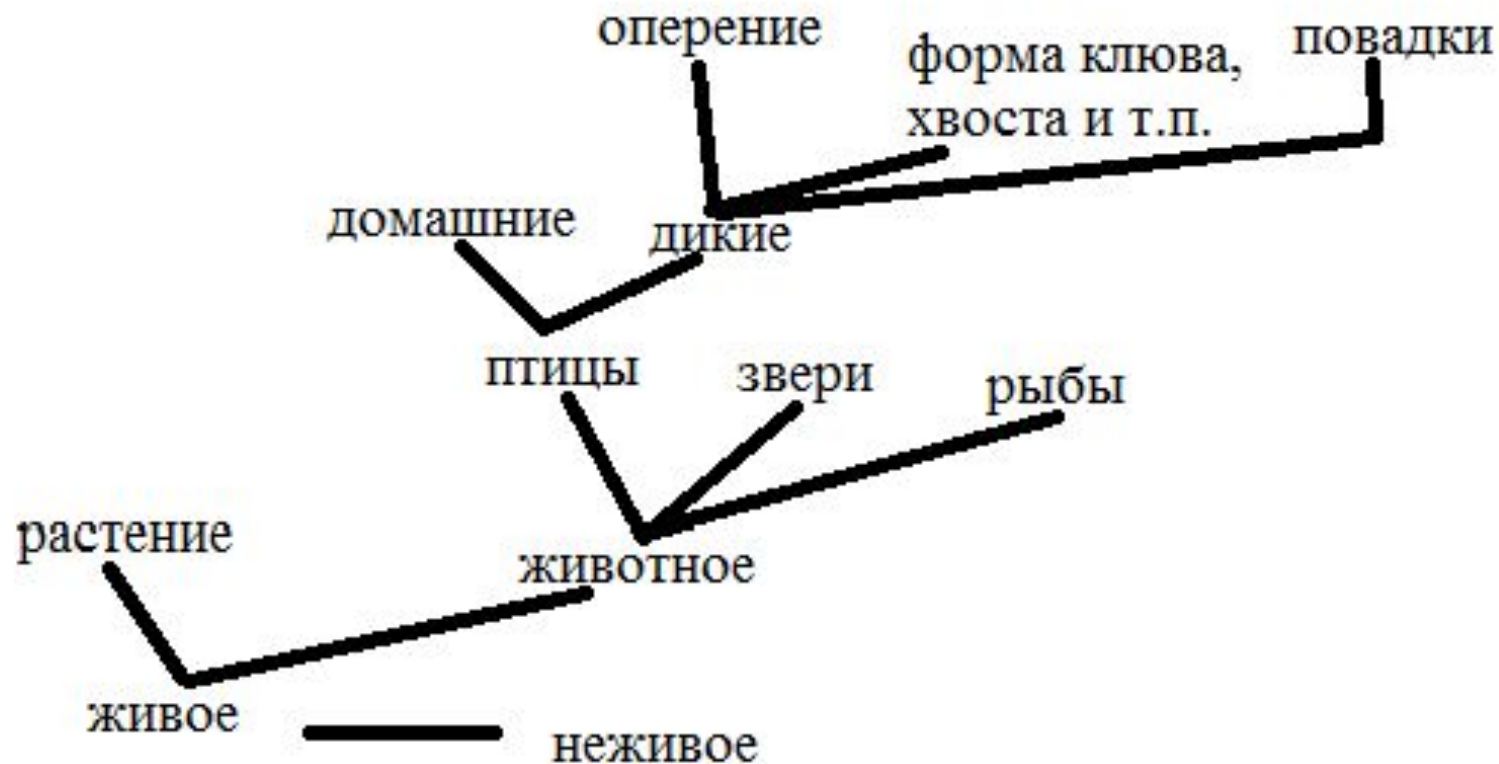 оперение
форма клюва,
хвоста и т.п.
повадки
домашние
дикие
птицы
звери
рыбы
растение
животное
живое
неживое